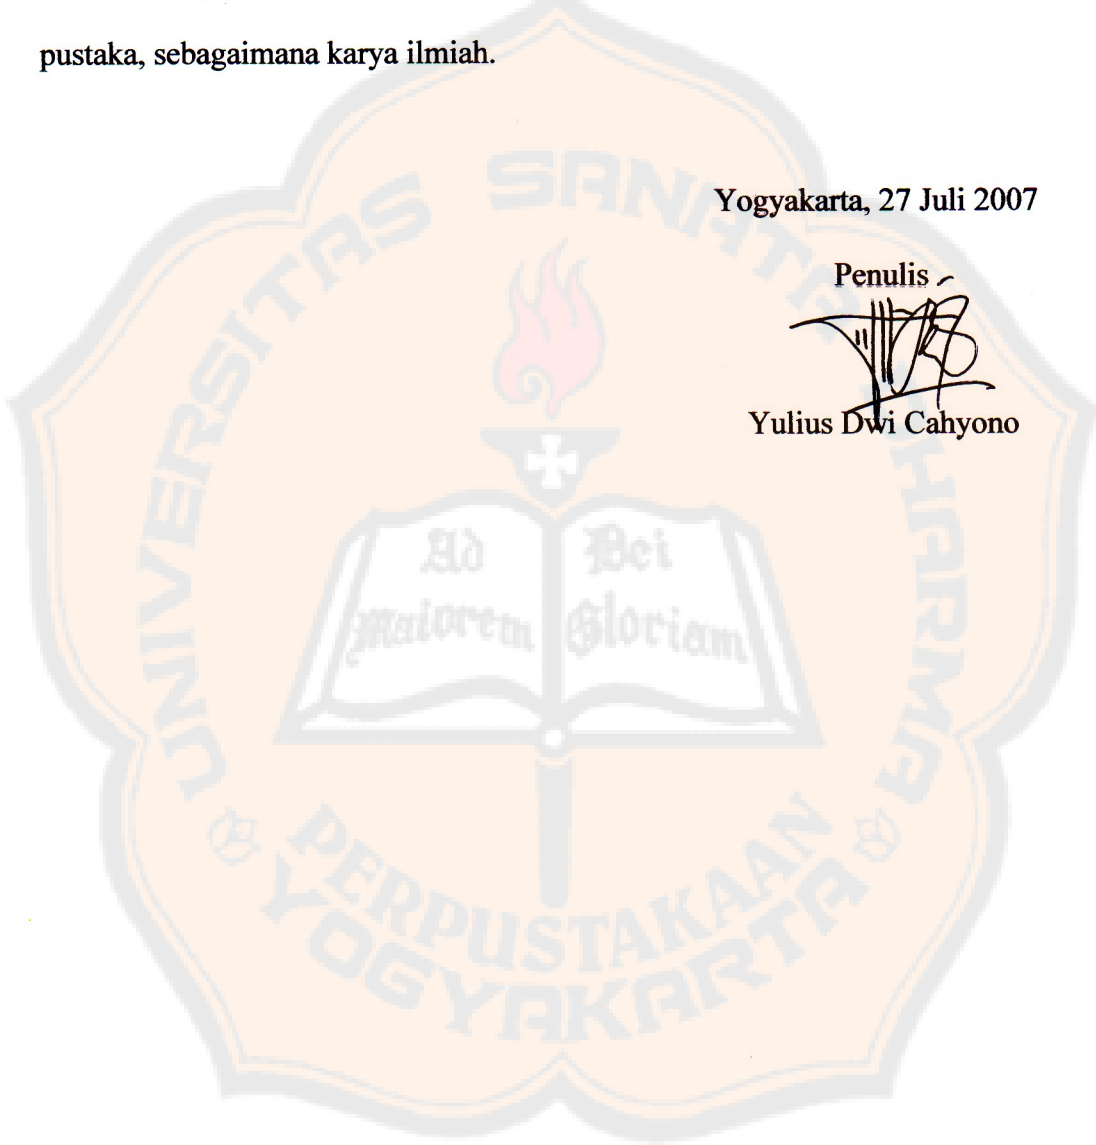 pustaka, sebagaimana karya ilmiah.
Yogyakarta, 27 Juli 2007
Penulis
Yulius Dwi Cahyono
UNIVERSITAS SANATA DHARMA
Ad Dei
Maiorem Gloriam
PERPUSTAKAAN
YOGYAKARTA